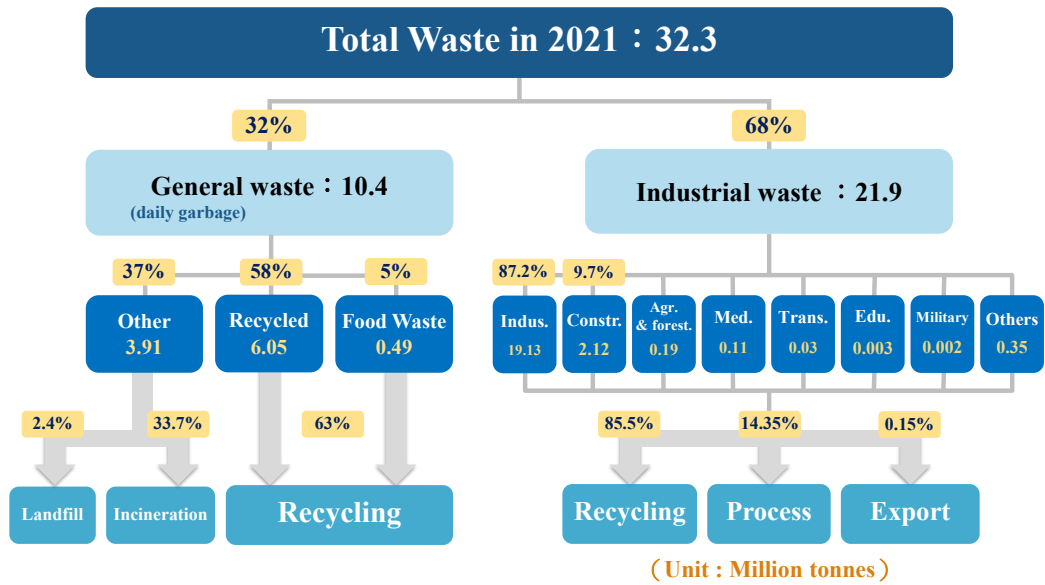 Total Waste in 2021：32.3
32%
68%
General waste：10.4
(daily garbage)
Industrial waste ：21.9
37%
58%
5%
87.2%
9.7%
Other
3.91
Recycled
6.05
Food Waste
0.49
Indus.
19.13
Constr.
2.12
Agr.
& forest.
0.19
Med.
0.11
Trans.
0.03
Edu.
0.003
Military
0.002
Others
0.35
2.4%
33.7%
63%
85.5%
14.35%
0.15%
Landfill
Incineration
Recycling
Recycling
Process
Export
（Unit : Million tonnes）